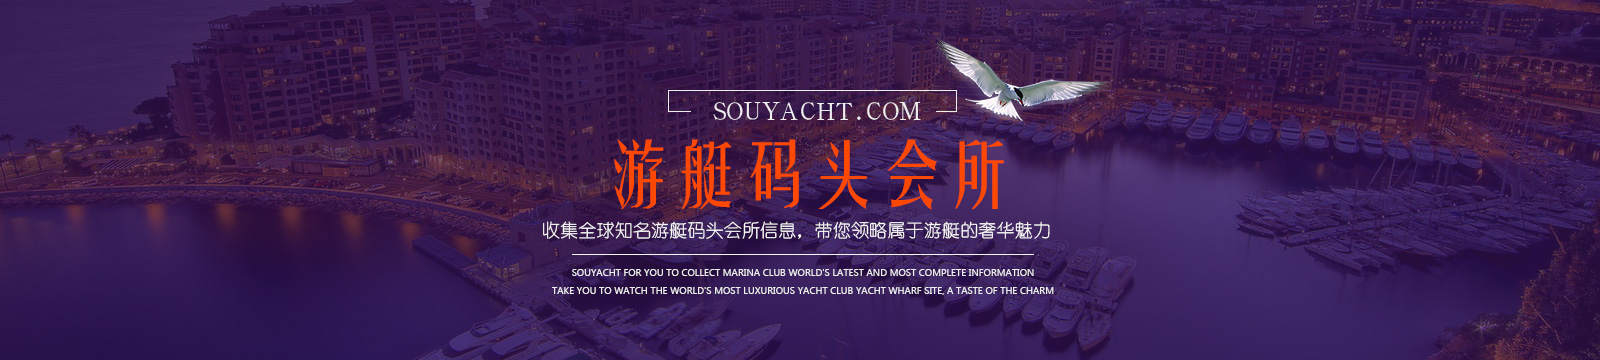 SOUYACHT.COM
游艇码头会所
收集全球知名游艇码头会所信息，带您领略属于游艇的奢华魅力
SOUYACHT FOR YOU TO COLLECT MARINA CLUB WORLD'S LATEST AND MOST COMPLETE INFORMATION
TAKE YOU TO WATCH THE WORLD'S MOST LUXURIOUS YACHT CLUB YACHT WHARF SITE, A TASTE OF THE CHARM